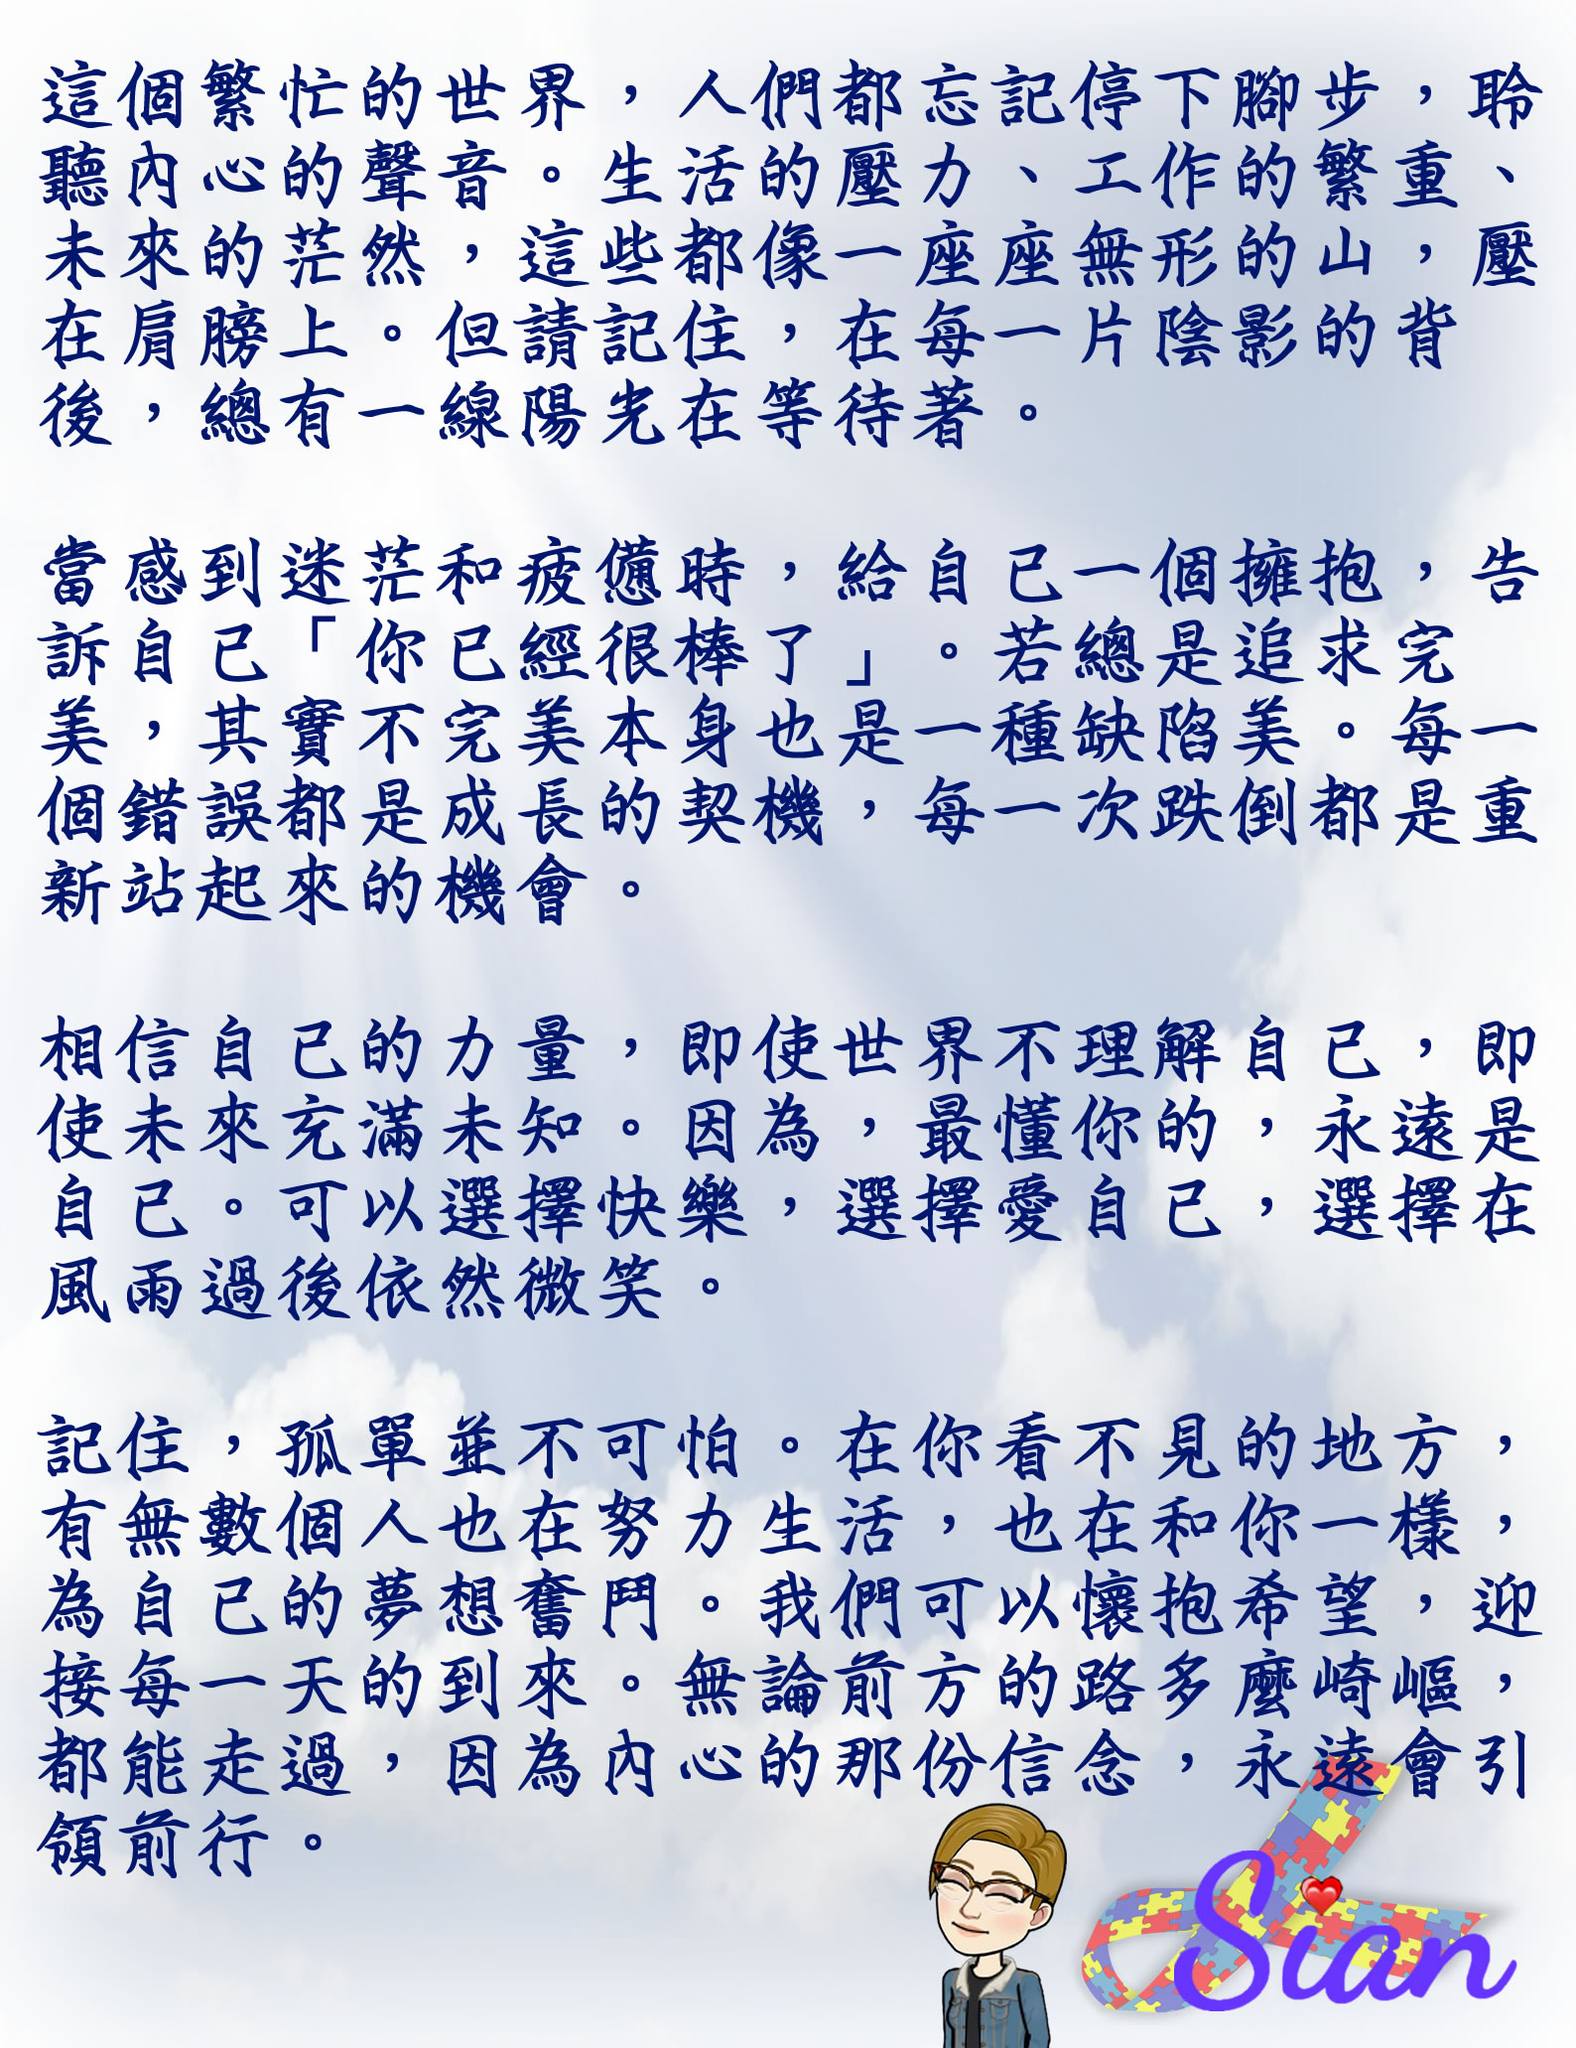 這個繁忙的世界，人們都忘記停下腳步，聆
聽內心的聲音。生活的壓力、工作的繁重、
未來的茫然，這些都像一座座無形的山，壓
在肩膀上。但請記住，在每一片陰影的背
後，總有一線陽光在等待著。
當感到迷茫和疲憊時，給自己一個擁抱，告
訴自己「你已經很棒了」。若總是追求完
美，其實不完美本身也是一種缺陷美。每一
個錯誤都是成長的契機，每一次跌倒都是重
新站起來的機會。
相信自己的力量，即使世界不理解自己，即
使未來充滿未知。因為，最懂你的，永遠是
自己。可以選擇快樂，選擇愛自己，選擇在
風雨過後依然微笑。
記住，孤單並不可怕。在你看不見的地方，
有無數個人也在努力生活，也在和你一樣，
為自己的夢想奮鬥。我們可以懷抱希望，迎
接每一天的到來。無論前方的路多麼崎嶇，
都能走過，因為內心的那份信念，永遠會引
領前行。
Sian